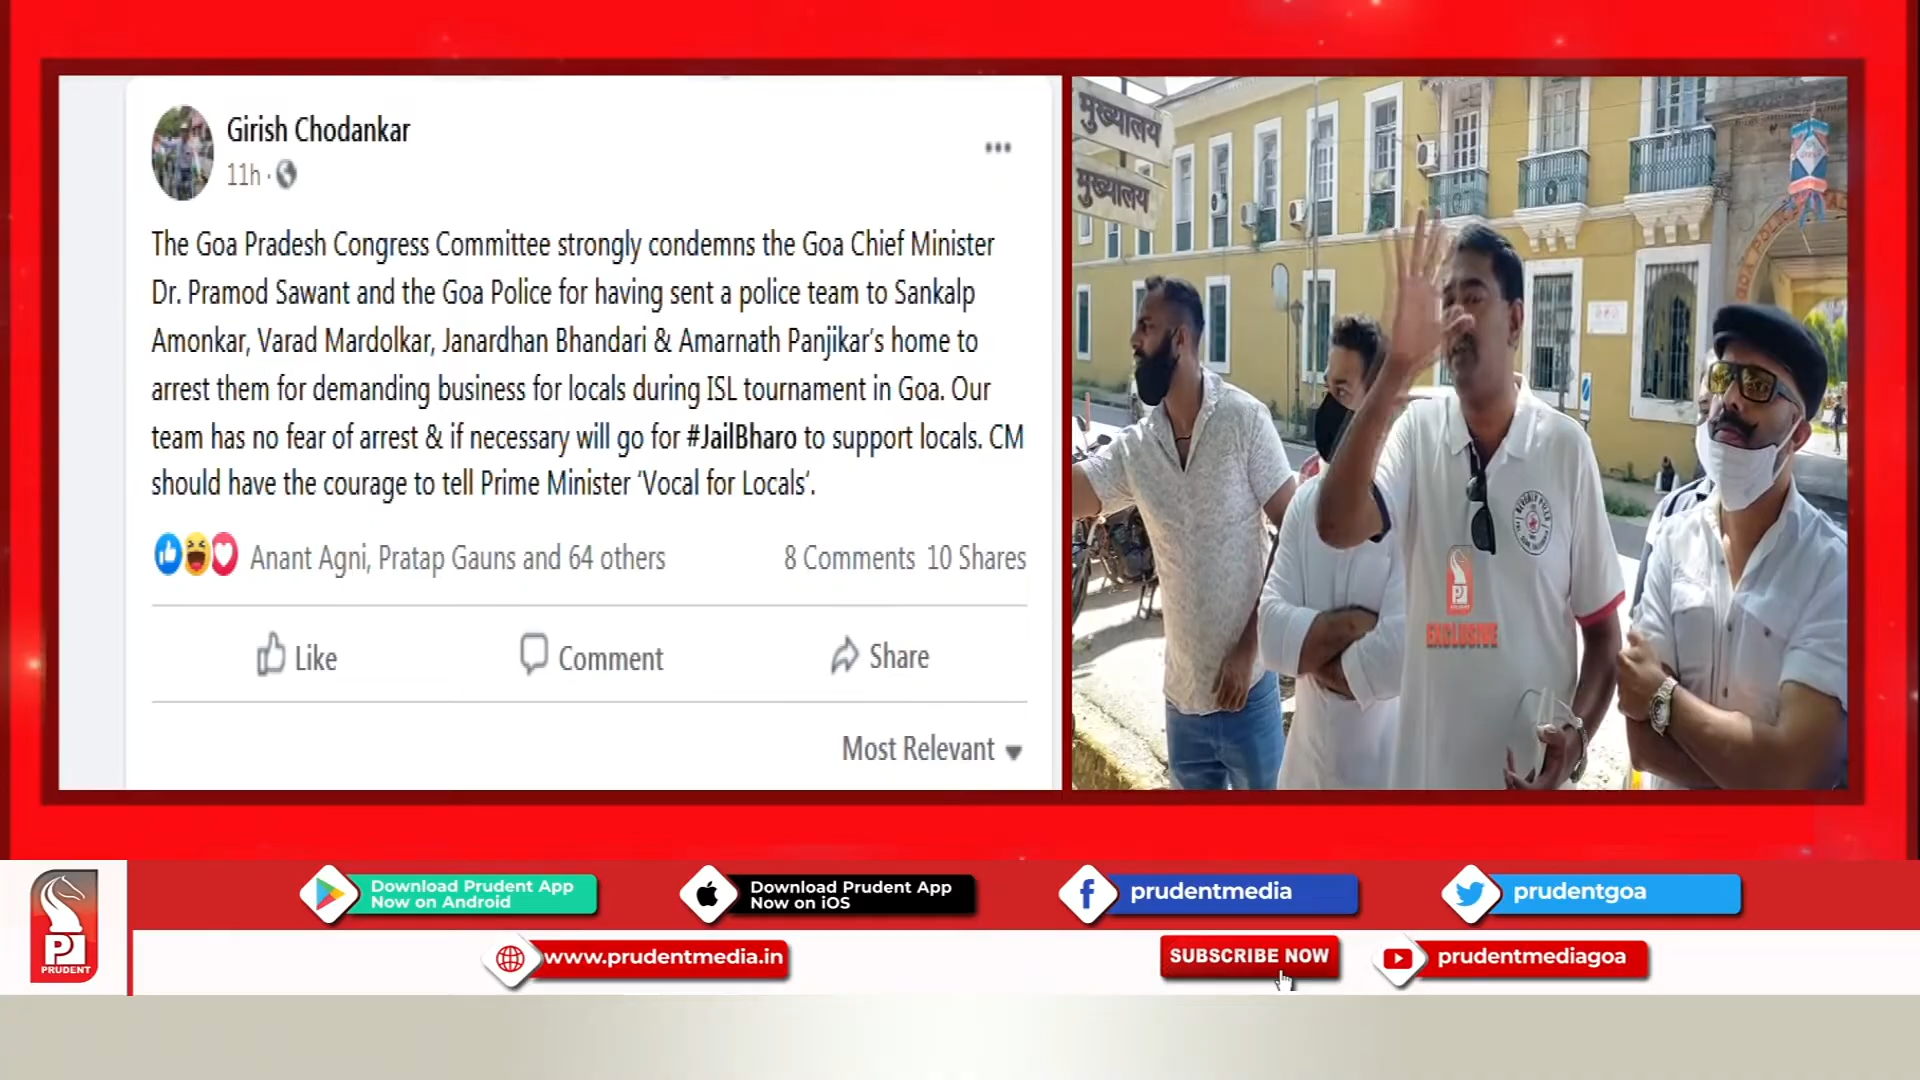 Girish Chodankar
11h ·
The Goa Pradesh Congress Committee strongly condemns the Goa Chief Minister
Dr. Pramod Sawant and the Goa Police for having sent a police team to Sankalp
Amonkar, Varad Mardolkar, Janardhan Bhandari & Amarnath Panjikar's home to
arrest them for demanding business for locals during ISL tournament in Goa. Our
team has no fear of arrest & if necessary will go for #JailBharo to support locals. CM
should have the courage to tell Prime Minister 'Vocal for Locals'.
Anant Agni, Pratap Gauns and 64 others
8 Comments 10 Shares
Like
Comment
Share
Most Relevant
मुख्यालय
मुख्यालय
PI
EXCLUSIVE
PI
PRUDENT
Download Prudent App
Now on Android
Download Prudent App
Now on iOS
prudentmedia
prudentgoa
www.prudentmedia.in
SUBSCRIBE NOW
prudentmediagoa